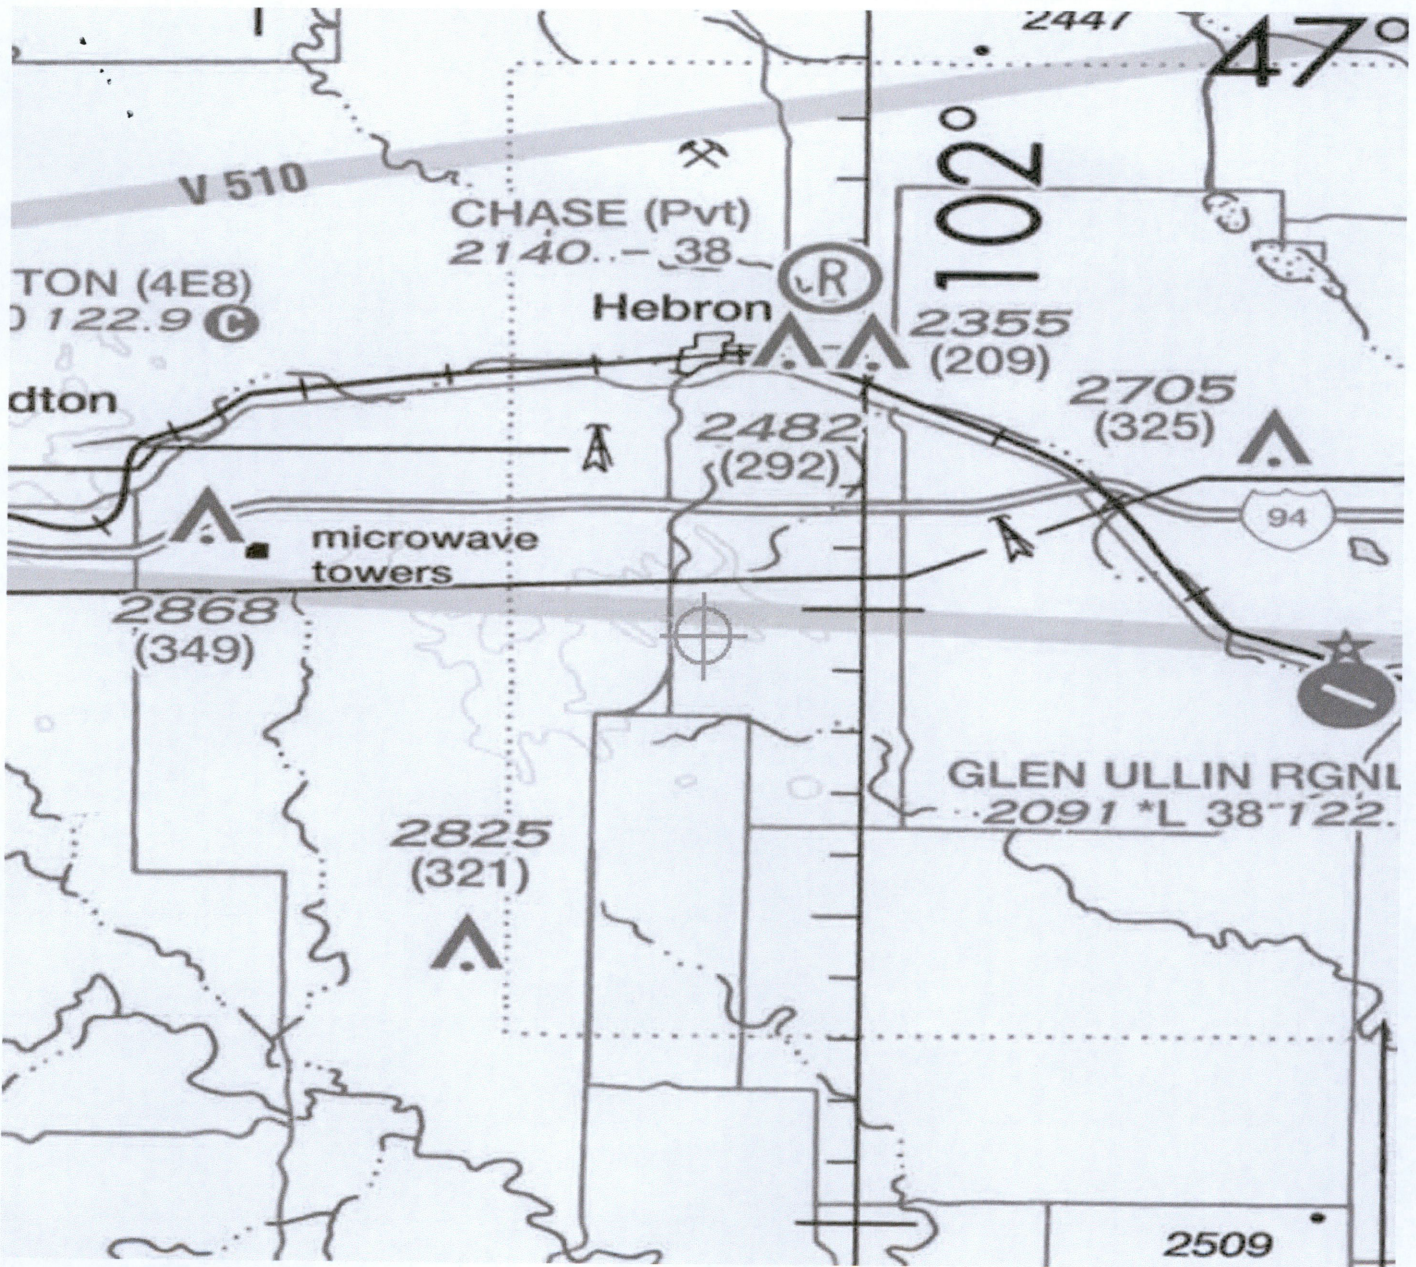 2447
47°
V 510
102°
CHASE (Pvt)
2140 - 38
R
TON (4E8)
122.9 C
Hebron
2355
(209)
dton
2705
(325)
2482
(292)
94
microwave
towers
2868
(349)
GLEN ULLIN RGNL
2091 *L 38 122.
2825
(321)
2509